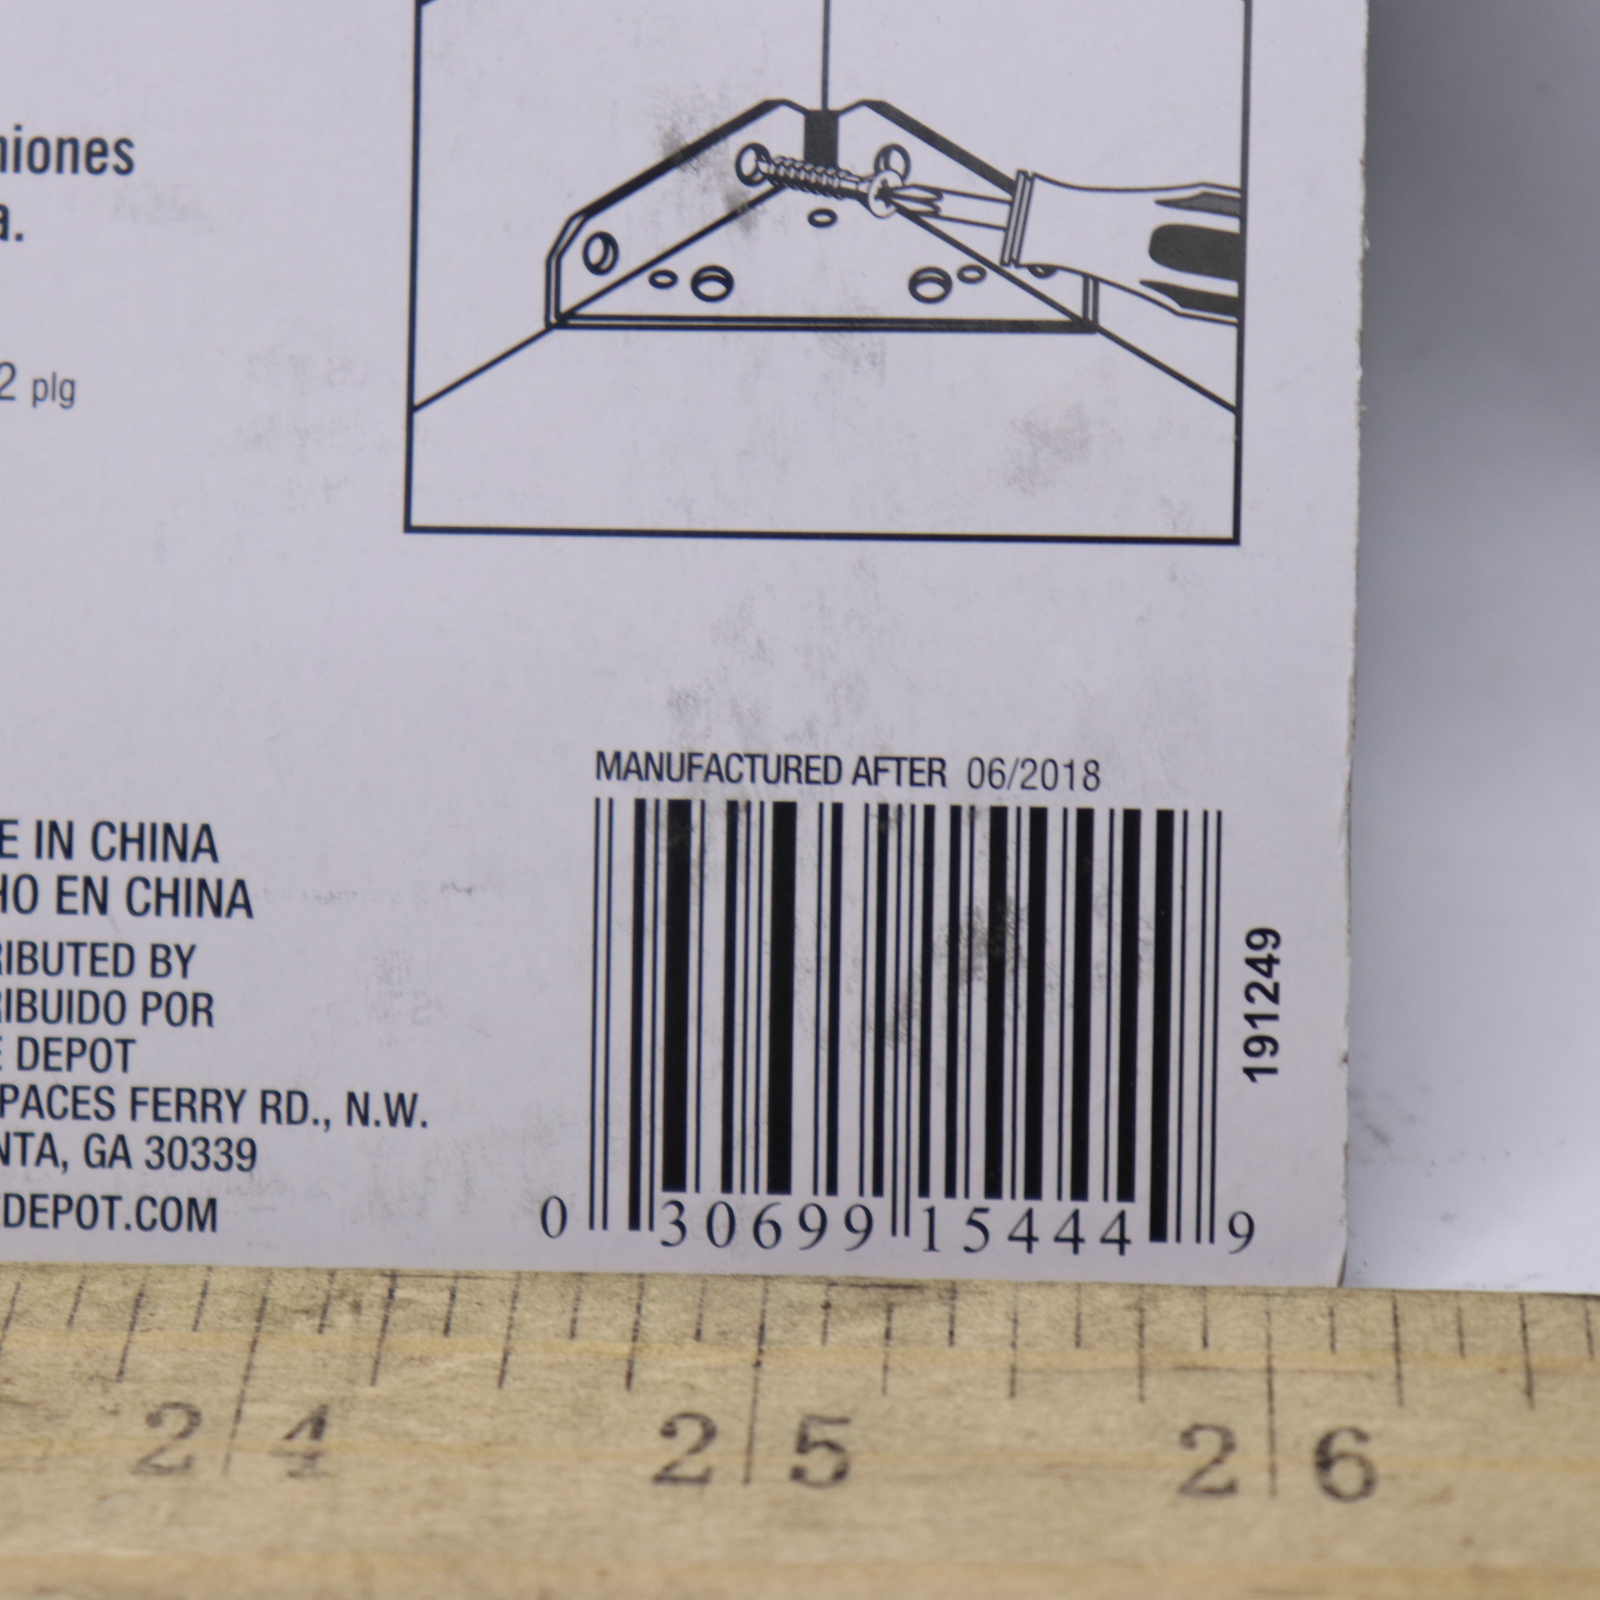 niones
a.
2 plg
MANUFACTURED AFTER 06/2018
E IN CHINA
HO EN CHINA
RIBUTED BY
RIBUIDO POR
E DEPOT
PACES FERRY RD., N.W.
NTA, GA 30339
EDEPOT.COM
0 30699 15444 9
191249
24 25 26